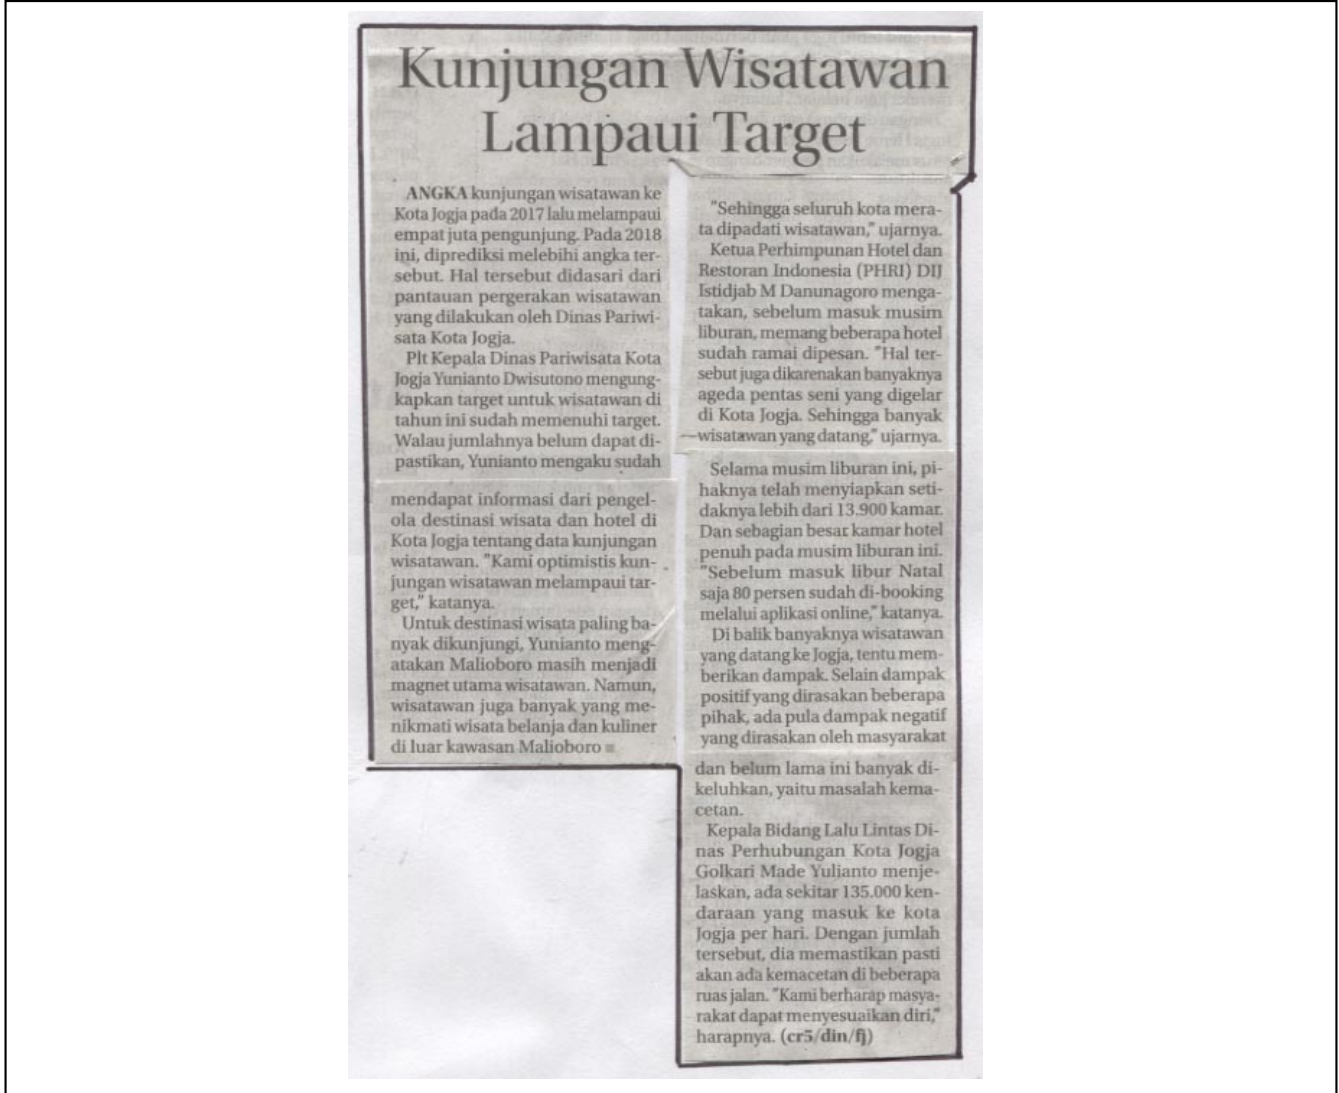 Kunjungan Wisatawan
Lampaui Target
ANGKA kunjungan wisatawan ke
Kota Jogja pada 2017 lalu melampaui
empat juta pengunjung. Pada 2018
ini, diprediksi melebihi angka ter-
sebut. Hal tersebut didasari dari
pantauan pergerakan wisatawan
yang dilakukan oleh Dinas Pariwi-
sata Kota Jogja.
Plt Kepala Dinas Pariwisata Kota
Jogja Yunianto Dwisutono mengung-
kapkan target untuk wisatawan di
tahun ini sudah memenuhi target.
Walau jumlahnya belum dapat di-
pastikan, Yunianto mengaku sudah
mendapat informasi dari pengel-
ola destinasi wisata dan hotel di
Kota Jogja tentang data kunjungan
wisatawan. "Kami optimistis kun-
jungan wisatawan melampaui tar-
get," katanya.
Untuk destinasi wisata paling ba-
nyak dikunjungi, Yunianto meng-
atakan Malioboro masih menjadi
magnet utama wisatawan. Namun,
wisatawan juga banyak yang me-
nikmati wisata belanja dan kuliner
di luar kawasan Malioboro
"Sehingga seluruh kota mera-
ta dipadati wisatawan," ujarnya.
Ketua Perhimpunan Hotel dan
Restoran Indonesia (PHRI) DIJ
Istidjab M Danunagoro menga-
takan, sebelum masuk musim
liburan, memang beberapa hotel
sudah ramai dipesan. "Hal ter-
sebut juga dikarenakan banyaknya
ageda pentas seni yang digelar
di Kota Jogja. Sehingga banyak
wisatawan yang datang," ujarnya.
Selama musim liburan ini, pi-
haknya telah menyiapkan seti-
daknya lebih dari 13.900 kamar.
Dan sebagian besar kamar hotel
penuh pada musim liburan ini.
"Sebelum masuk libur Natal
saja 80 persen sudah di-booking
melalui aplikasi online," katanya.
Di balik banyaknya wisatawan
yang datang ke Jogja, tentu mem-
berikan dampak. Selain dampak
positif yang dirasakan beberapa
pihak, ada pula dampak negatif
yang dirasakan oleh masyarakat
dan belum lama ini banyak di-
keluhkan, yaitu masalah kema-
cetan.
Kepala Bidang Lalu Lintas Di-
nas Perhubungan Kota Jogja
Golkari Made Yulianto menje-
laskan, ada sekitar 135.000 ken-
daraan yang masuk ke kota
Jogja per hari. Dengan jumlah
tersebut, dia memastikan pasti
akan ada kemacetan di beberapa
ruas jalan. "Kami berharap masya-
rakat dapat menyesuaikan diri,"
harapnya. (cr5/din/fj)